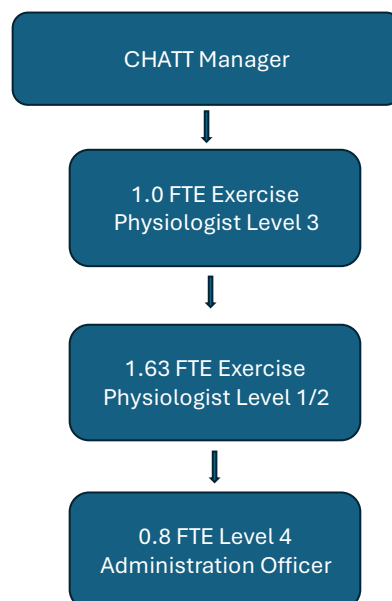 CHATT Manager
1.0 FTE Exercise
Physiologist Level 3
1.63 FTE Exercise
Physiologist Level 1/2
0.8 FTE Level 4
Administration Officer